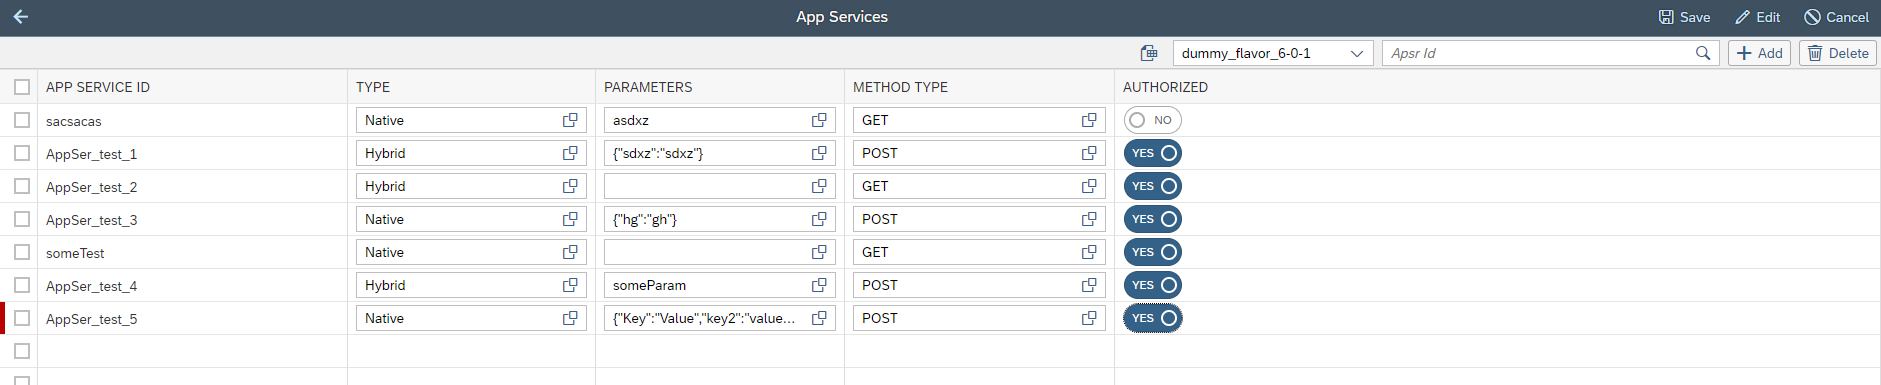 App Services Save Edit Cancel
dummy_flavor_6-0-1 Apsr Id Add Delete
APP SERVICE ID TYPE PARAMETERS METHOD TYPE AUTHORIZED
sacsacas Native asdxz GET NO
AppSer_test_1 Hybrid {"sdxz":"sdxz"} POST YES
AppSer_test_2 Hybrid GET YES
AppSer_test_3 Native {"hg":"gh"} POST YES
someTest Native GET YES
AppSer_test_4 Hybrid someParam POST YES
AppSer_test_5 Native {"Key":"Value","key2":"value... POST YES